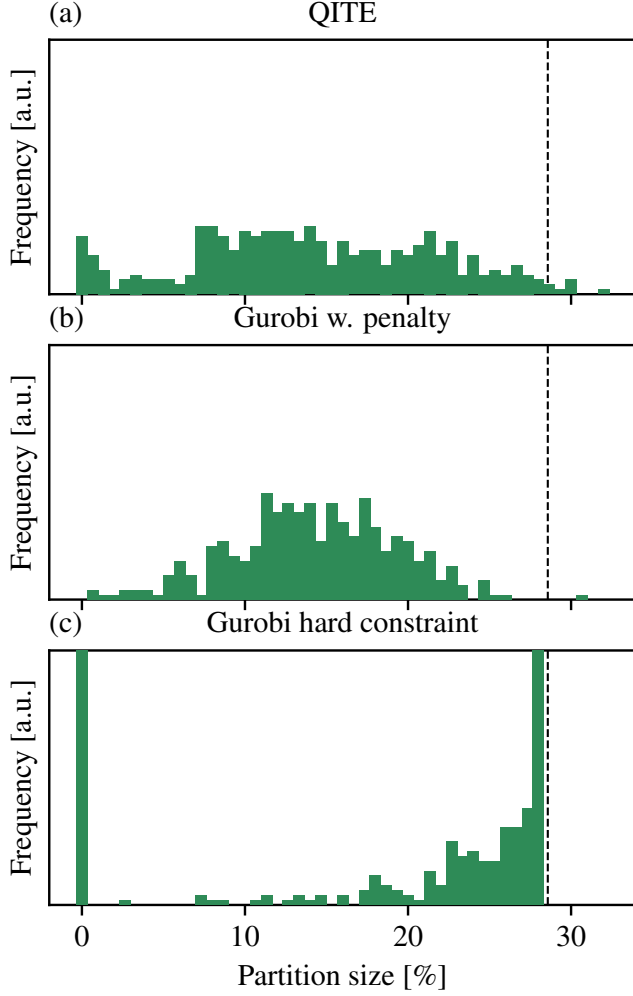 (a) QITE
Frequency [a.u.]
(b) Gurobi w. penalty
Frequency [a.u.]
(c) Gurobi hard constraint
Frequency [a.u.]
0 10 20 30
Partition size [%]